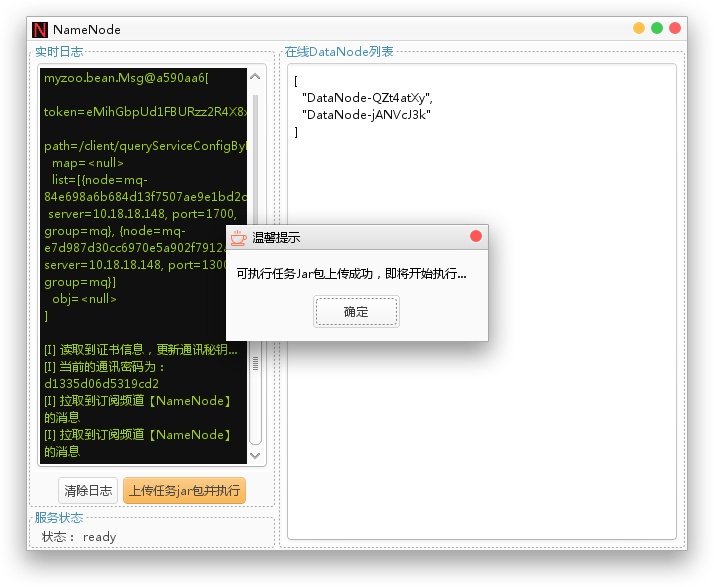 NameNode
实时日志
myzoo.bean.Msg@a590aa6[
token=eMihGbpUd1FBURzz2R4X8x
path=/client/queryServiceConfigByI
map=<null>
list=[{node=mq-
84e698a6b684d13f7507ae9e1bd2c
server=10.18.18.148, port=1700,
group=mq}, {node=mq-
e7d987d30cc6970e5a902f7912
server=10.18.18.148, port=1300
group=mq}]
obj=<null>
]
[I] 读取到证书信息，更新通讯秘钥...
[I] 当前的通讯密码为：
d1335d06d5319cd2
[I] 拉取到订阅频道【NameNode】
的消息
[I] 拉取到订阅频道【NameNode】
的消息
清除日志
上传任务jar包并执行
服务状态
状态： ready
在线DataNode列表
[
"DataNode-QZt4atXy",
"DataNode-jANVcJ3k"
]
温馨提示
可执行任务Jar包上传成功，即将开始执行...
确定